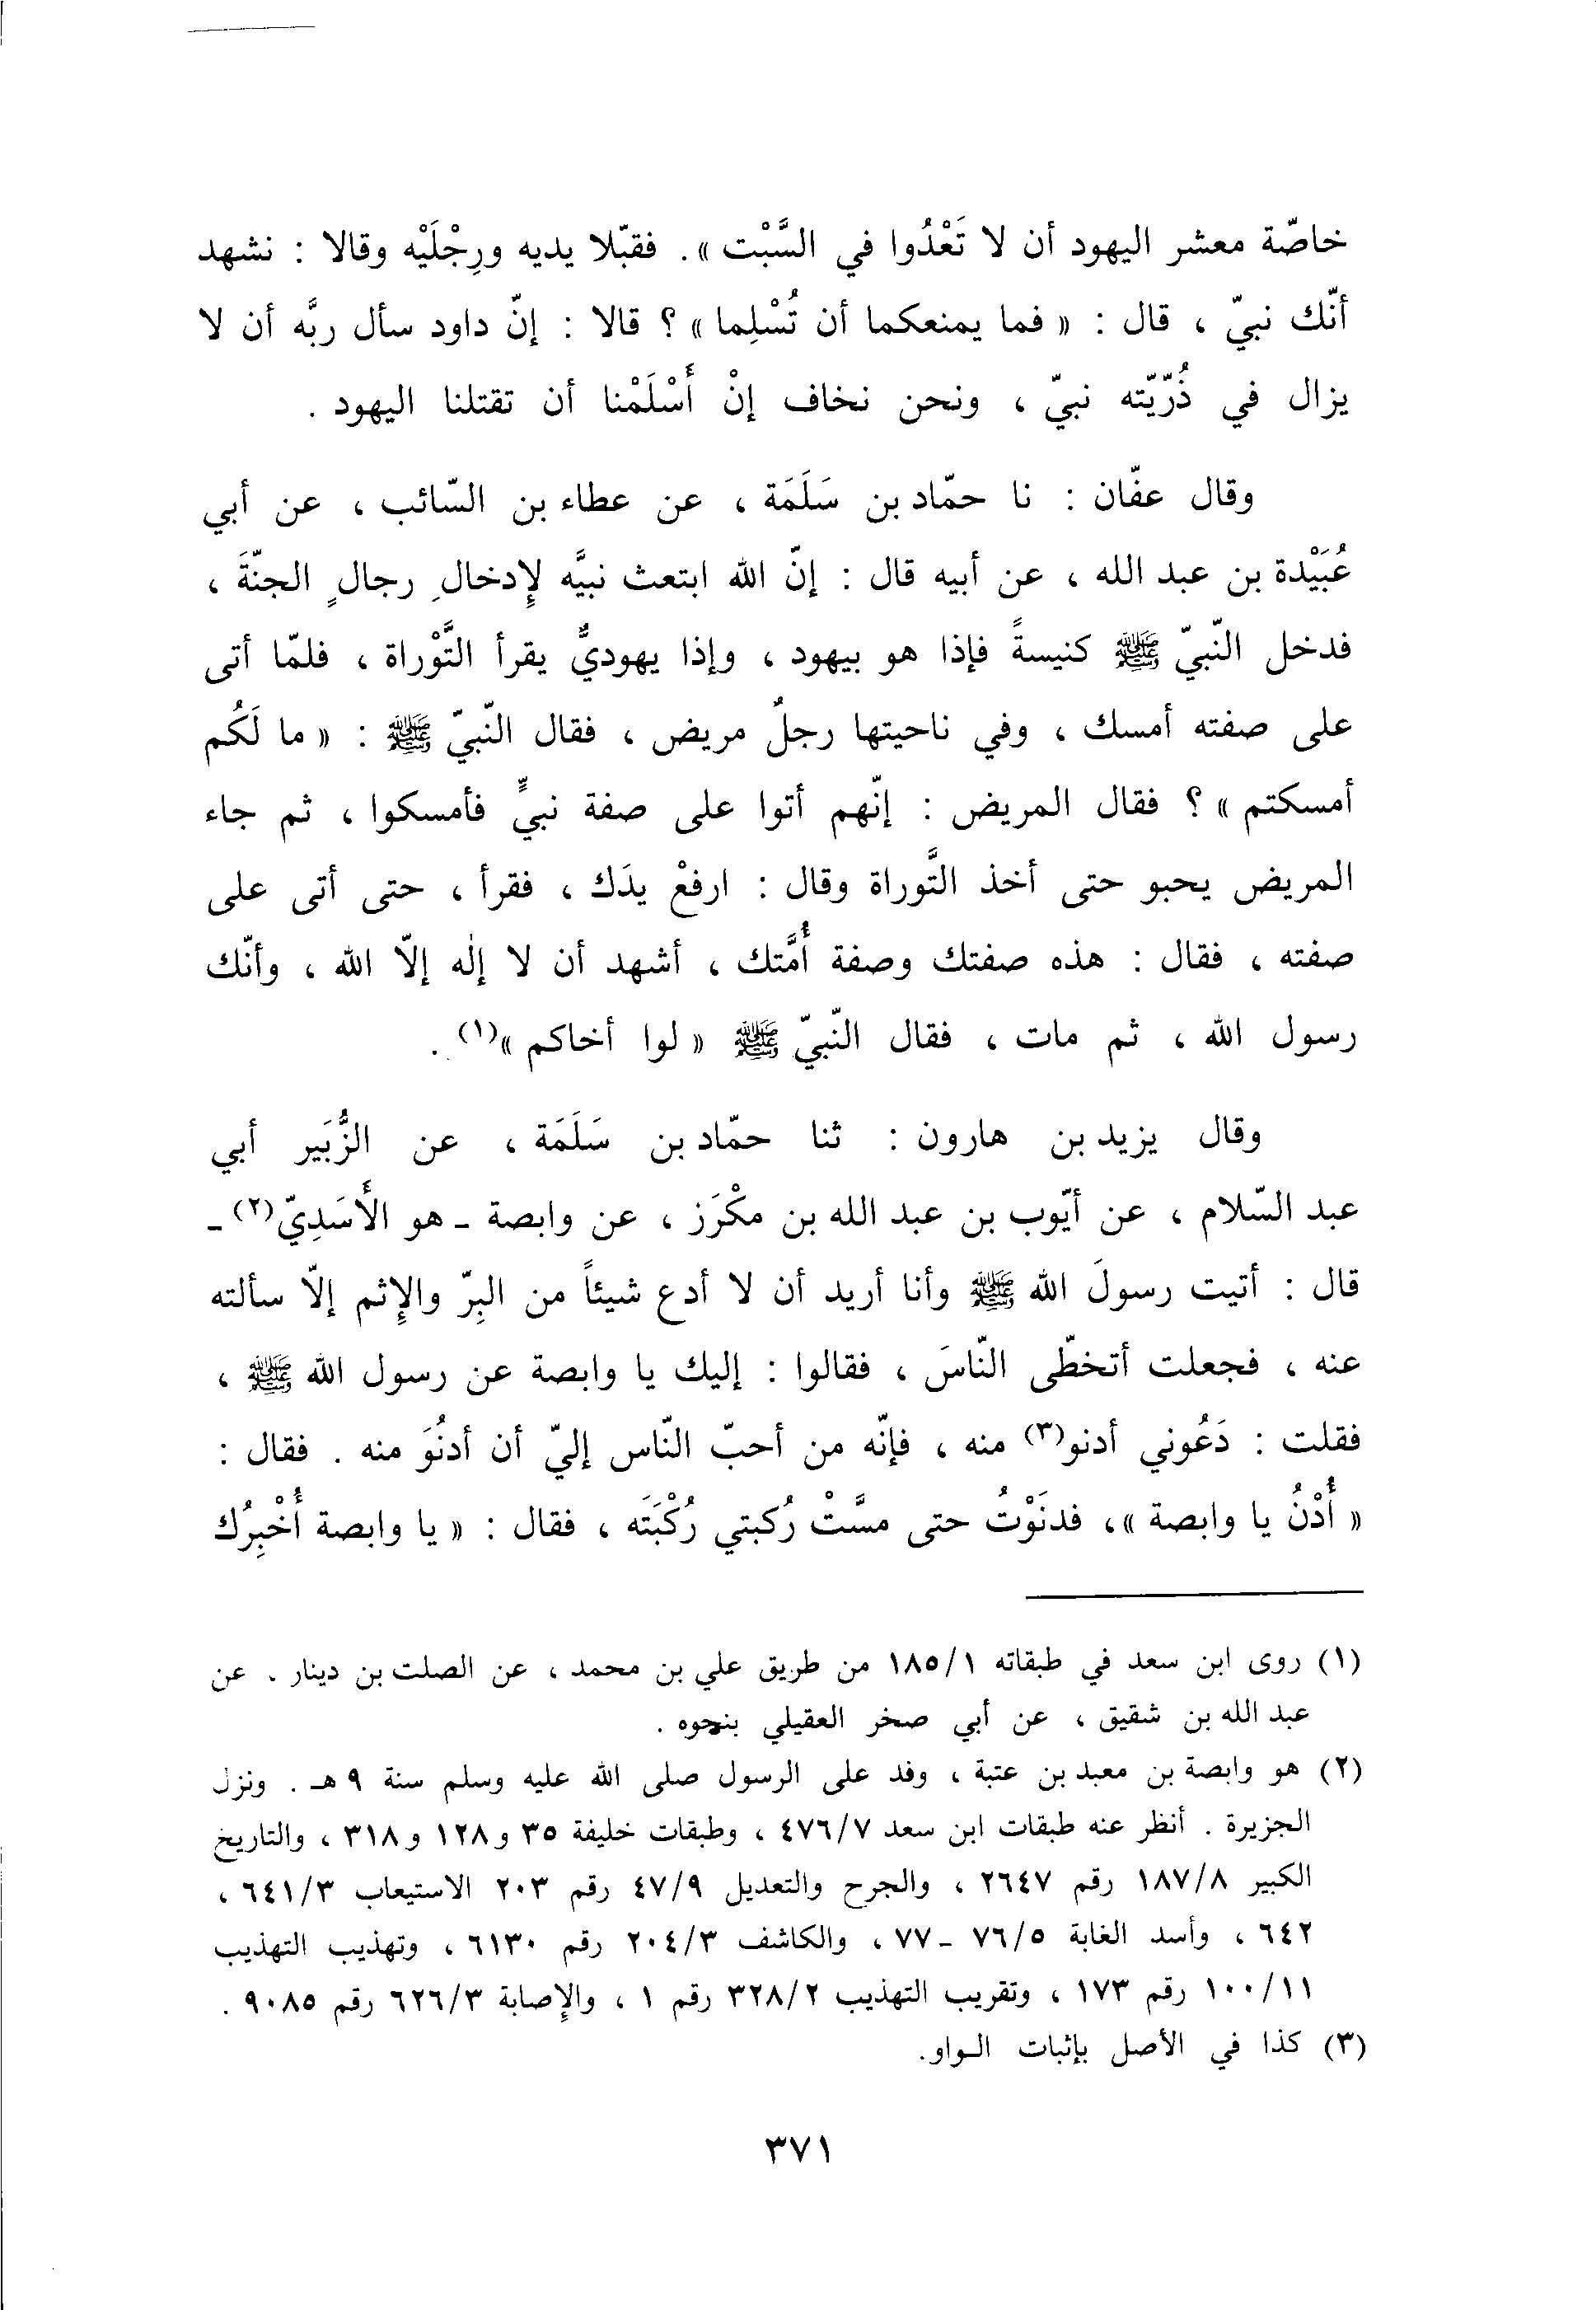 خاصّة معشر اليهود أن لا تَعْدُوا في السَّبْت » . فقبّلا يديه ورِجْلَيْه وقالا : نشهد
أنّك نبيّ ، قال : « فما يمنعكما أن تُسْلِما » ؟ قالا : إنّ داود سأل ربَّه أن لا
يزال في ذُرّيّته نبيّ ، ونحن نخاف إنْ أَسْلَمْنا أن تقتلنا اليهود .
وقال عفّان : نا حمّاد بن سَلَمَة ، عن عطاء بن السّائب ، عن أبي
عُبَيْدة بن عبد الله ، عن أبيه قال : إنّ الله ابتعث نبيَّه لإِدخالِ رجالٍ الجنّةَ ،
فدخل النّبيّ ﷺ كنيسةً فإذا هو بيهود ، وإذا يهوديٌّ يقرأ التَّوْراة ، فلمّا أتى
على صفته أمسك ، وفي ناحيتها رجلٌ مريض ، فقال النّبيّ ﷺ : « ما لَكُم
أمسكتم » ؟ فقال المريض : إنّهم أتوا على صفة نبيٍّ فأمسكوا ، ثم جاء
المريض يحبو حتى أخذ التَّوراة وقال : ارفعْ يدَك ، فقرأ ، حتى أتى على
صفته ، فقال : هذه صفتك وصفة أُمَّتك ، أشهد أن لا إلٰه إلاّ الله ، وأنّك
رسول الله ، ثم مات ، فقال النّبيّ ﷺ « لوا أخاكم »(١) .
وقال يزيد بن هارون : ثنا حمّاد بن سَلَمَة ، عن الزُّبَير أبي
عبد السّلام ، عن أيّوب بن عبد الله بن مكْرَز ، عن وابصة ـ هو الأَسَدِيّ(٢) ـ
قال : أتيت رسولَ الله ﷺ وأنا أريد أن لا أدع شيئاً من البِرّ والإِثم إلاّ سألته
عنه ، فجعلت أتخطّى النّاسَ ، فقالوا : إليك يا وابصة عن رسول الله ﷺ ،
فقلت : دَعُوني أدنو(٣) منه ، فإنّه من أحبّ النّاس إليّ أن أدنُوَ منه . فقال :
« أُدْنُ يا وابصة »، فدنَوْتُ حتى مسَّتْ رُكبتي رُكْبَتَه ، فقال : « يا وابصة أُخْبِرُك
(١) روى ابن سعد في طبقاته ١/١٨٥ من طريق علي بن محمد ، عن الصلت بن دينار ، عن
عبد الله بن شقيق ، عن أبي صخر العقيلي بنحوه .
(٢) هو وابصة بن معبد بن عتبة ، وفد على الرسول صلى الله عليه وسلم سنة ٩ هـ . ونزل
الجزيرة . أنظر عنه طبقات ابن سعد ٧/٤٧٦ ، وطبقات خليفة ٣٥ و١٢٨ و٣١٨ ، والتاريخ
الكبير ٨/١٨٧ رقم ٢٦٤٧ ، والجرح والتعديل ٩/٤٧ رقم ٢٠٣ الاستيعاب ٣/٦٤١ ،
٦٤٢ ، وأسد الغابة ٥/٧٦ ـ ٧٧ ، والكاشف ٣/٢٠٤ رقم ٦١٣٠ ، وتهذيب التهذيب
١١/١٠٠ رقم ١٧٣ ، وتقريب التهذيب ٢/٣٢٨ رقم ١ ، والإِصابة ٣/٦٢٦ رقم ٩٠٨٥ .
(٣) كذا في الأصل بإثبات الـواو.
٣٧١